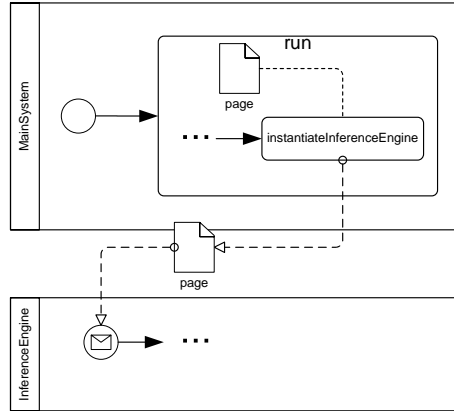 MainSystem
run
page
...
instantiateInferenceEngine
page
InferenceEngine
...